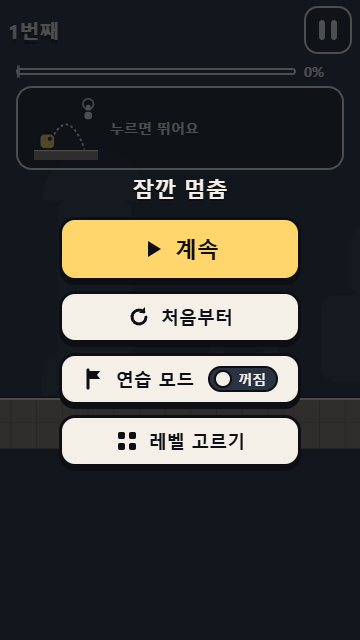 1번째
0%
누르면 뛰어요
잠깐 멈춤
계속
처음부터
연습 모드 꺼짐
레벨 고르기